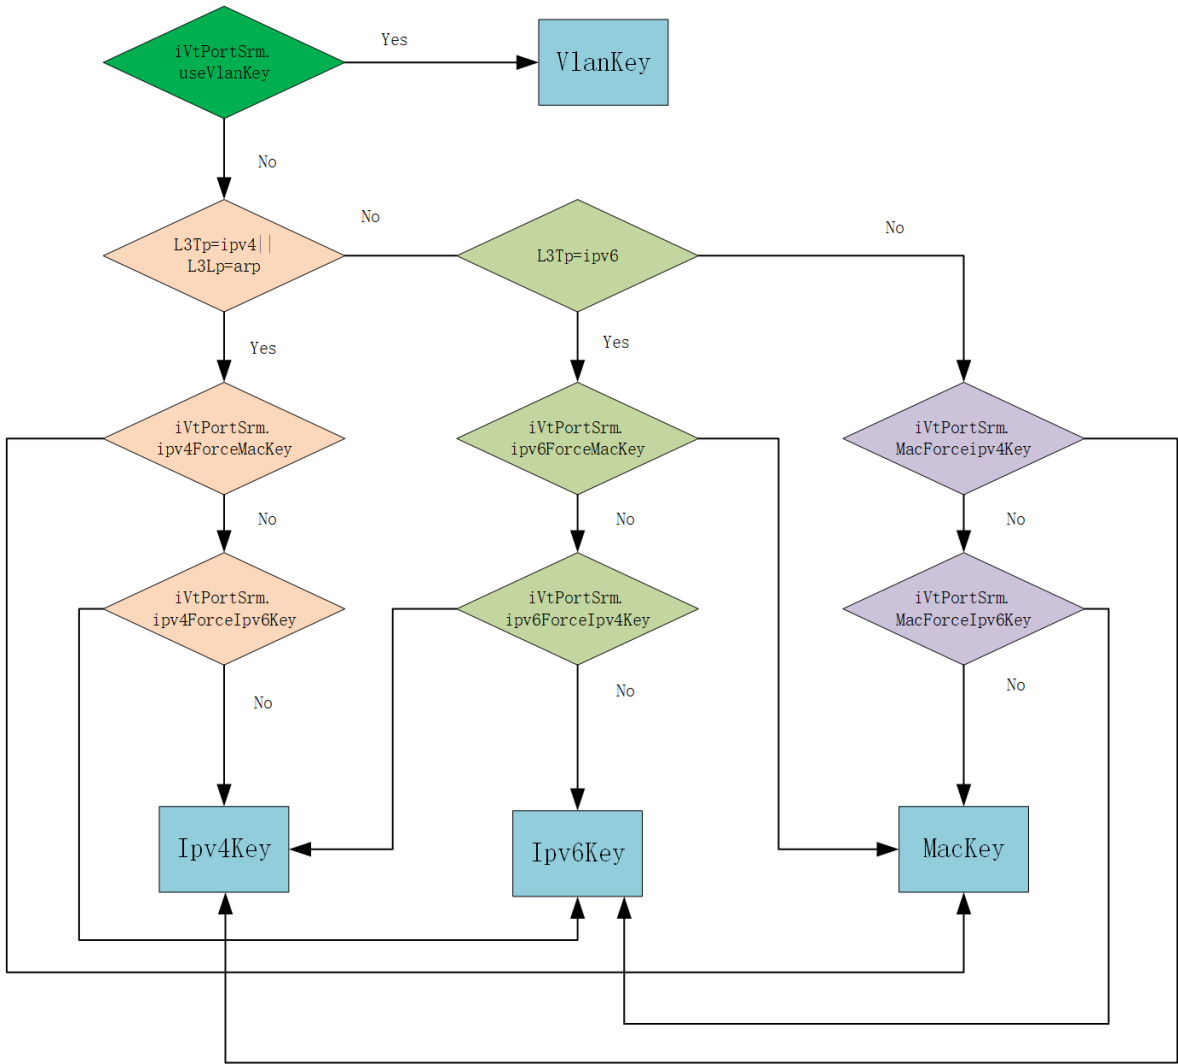 iVtPortSrm.
useVlanKey
Yes
VlanKey
No
L3Tp=ipv4||
L3Lp=arp
No
L3Tp=ipv6
No
Yes
Yes
iVtPortSrm.
ipv4ForceMacKey
iVtPortSrm.
ipv6ForceMacKey
iVtPortSrm.
MacForceipv4Key
No
No
No
iVtPortSrm.
ipv4ForceIpv6Key
iVtPortSrm.
ipv6ForceIpv4Key
iVtPortSrm.
MacForceIpv6Key
No
No
No
Ipv4Key
Ipv6Key
MacKey